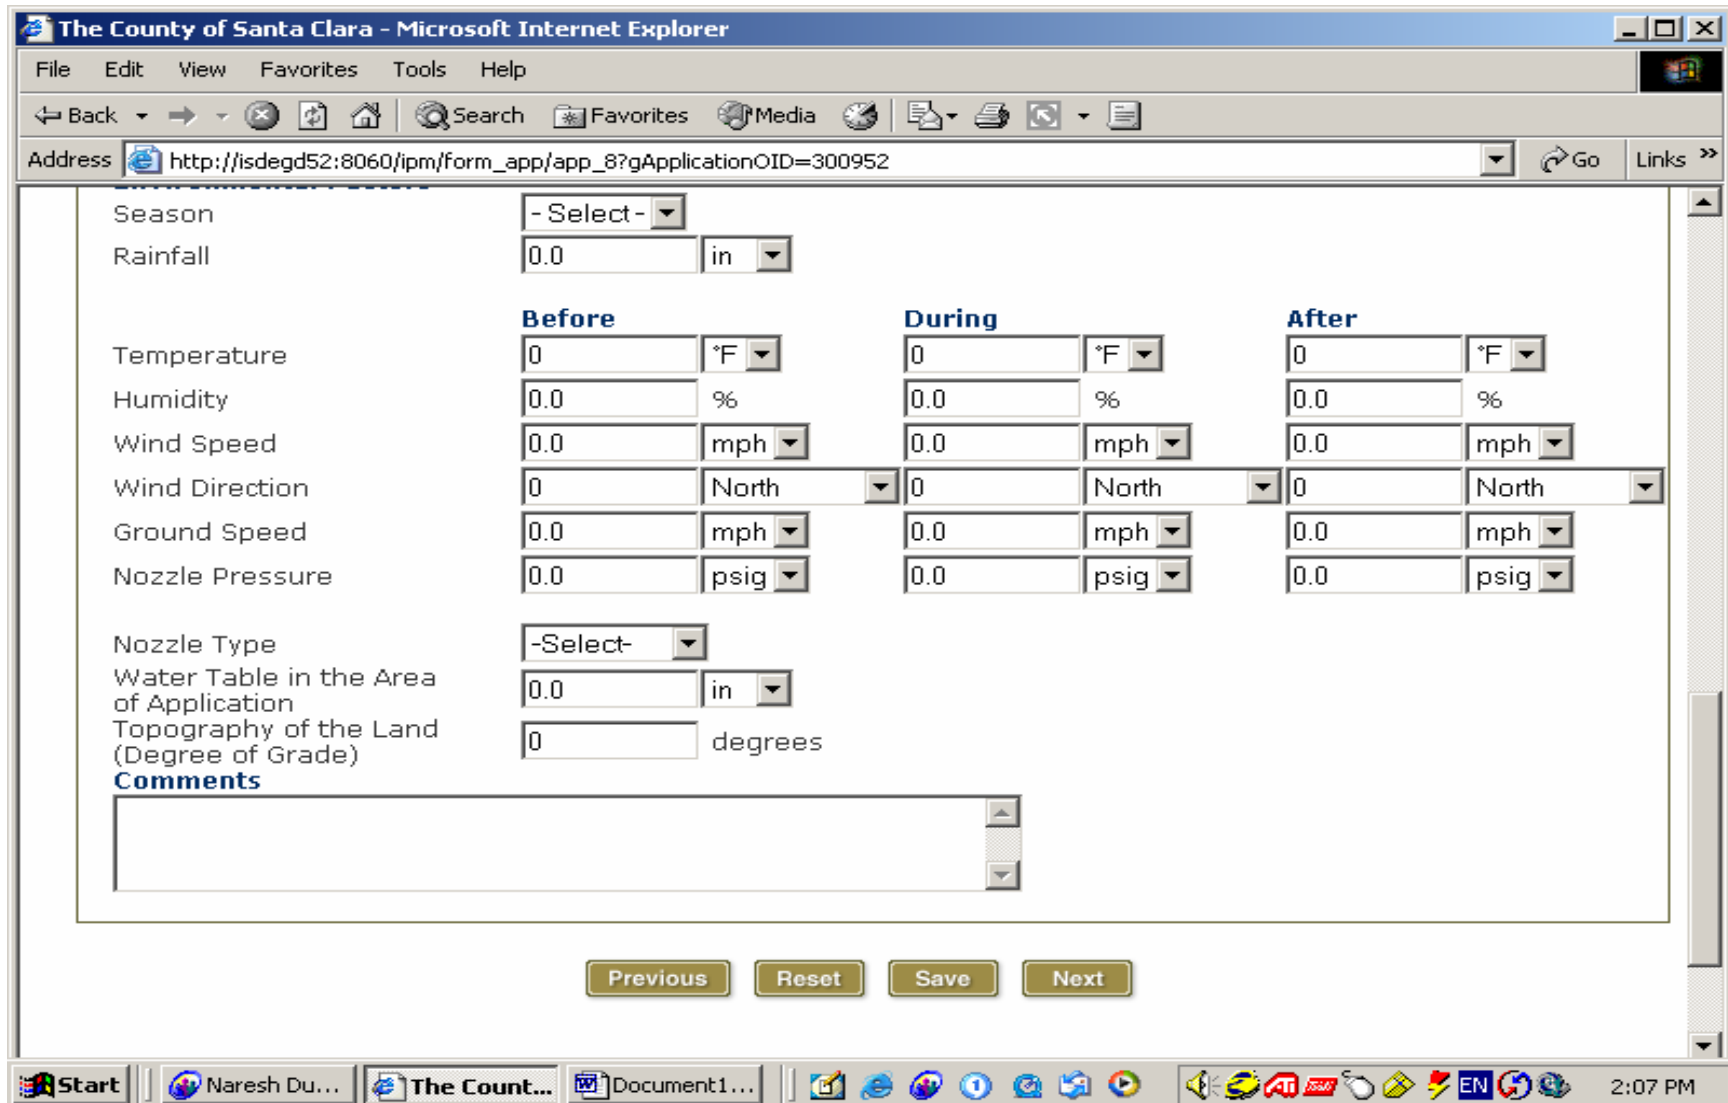 The County of Santa Clara - Microsoft Internet Explorer
File Edit View Favorites Tools Help
Back Search Favorites Media
Address http://isdegd52:8060/ipm/form_app/app_8?gApplicationOID=300952 Go Links »
Season - Select -
Rainfall 0.0 in
Before During After
Temperature 0 °F 0 °F 0 °F
Humidity 0.0 % 0.0 % 0.0 %
Wind Speed 0.0 mph 0.0 mph 0.0 mph
Wind Direction 0 North 0 North 0 North
Ground Speed 0.0 mph 0.0 mph 0.0 mph
Nozzle Pressure 0.0 psig 0.0 psig 0.0 psig
Nozzle Type -Select-
Water Table in the Area
of Application 0.0 in
Topography of the Land
(Degree of Grade) 0 degrees
Comments
Previous Reset Save Next
Start Naresh Du... The Count... Document1... EN 2:07 PM